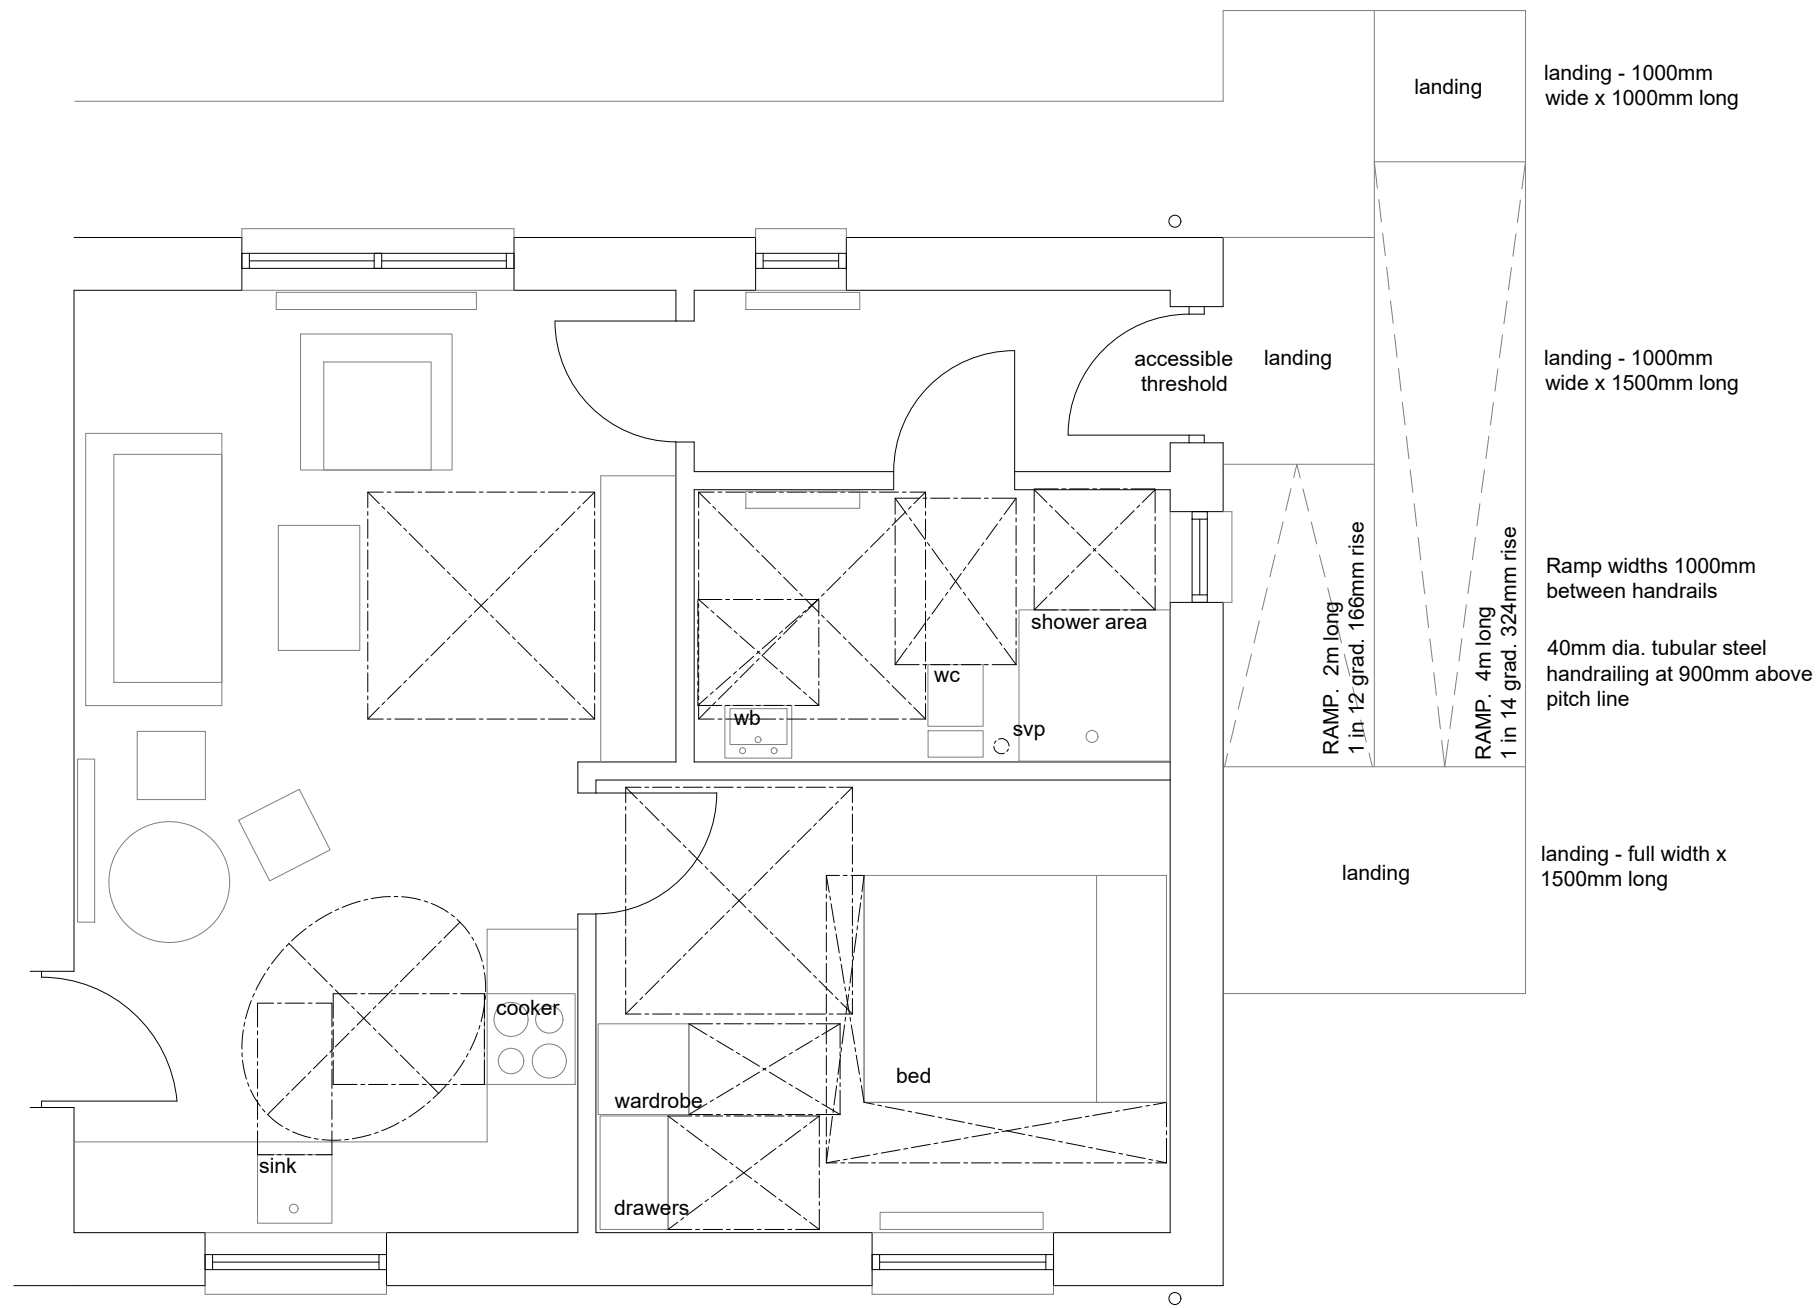 landing
landing - 1000mm
wide x 1000mm long
accessible
threshold
landing
landing - 1000mm
wide x 1500mm long
RAMP.  2m long
1 in 12 grad. 166mm rise
RAMP.  4m long
1 in 14 grad. 324mm rise
Ramp widths 1000mm
between handrails
40mm dia. tubular steel
handrailing at 900mm above
pitch line
shower area
wc
wb
svp
landing
landing - full width x
1500mm long
cooker
bed
wardrobe
sink
drawers